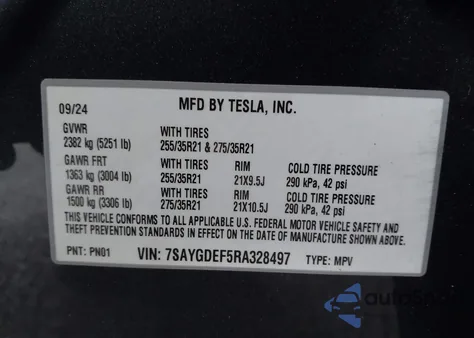 MFD BY TESLA, INC.
09/24
GVWR WITH TIRES
2382 kg (5251 lb) 255/35R21 & 275/35R21
GAWR FRT WITH TIRES RIM COLD TIRE PRESSURE
1363 kg (3004 lb) 255/35R21 21X9.5J 290 kPa, 42 psi
GAWR RR WITH TIRES RIM COLD TIRE PRESSURE
1500 kg (3306 lb) 275/35R21 21X10.5J 290 kPa, 42 psi
THIS VEHICLE CONFORMS TO ALL APPLICABLE U.S. FEDERAL MOTOR VEHICLE SAFETY AND
THEFT PREVENTION STANDARDS IN EFFECT ON THE DATE OF MANUFACTURE SHOWN ABOVE.
PNT: PN01 VIN: 7SAYGDEF5RA328497 TYPE: MPV